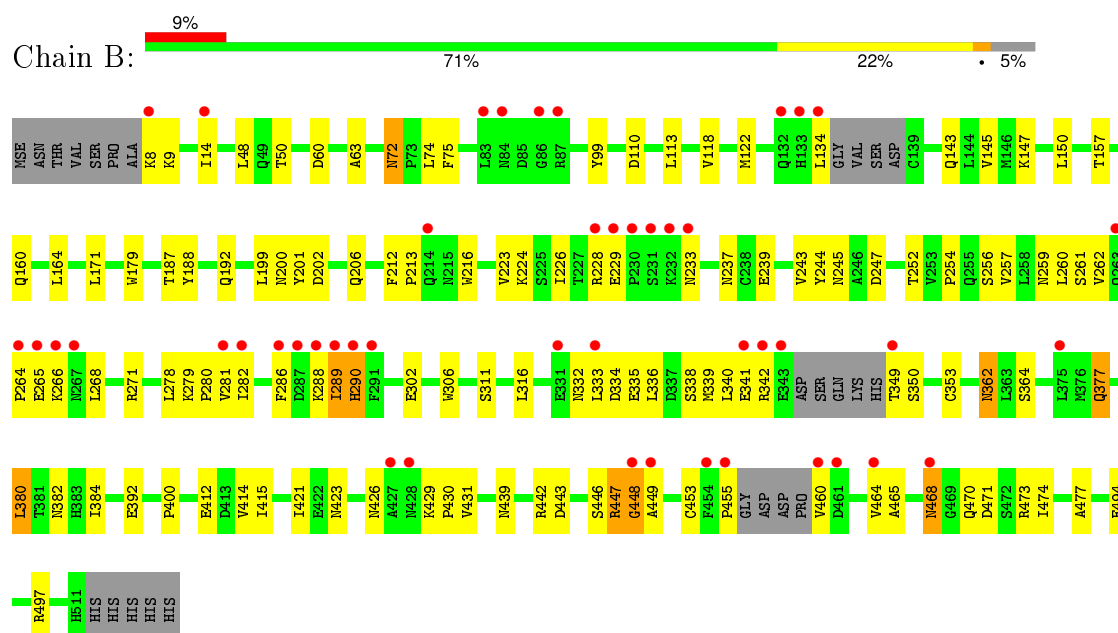 9%
Chain B:
71% 22% • 5%
MSE ASN THR VAL SER PRO ALA K8 K9 I14 L48 Q49 T50 D60 A63 N72 P73 L74 F75 L83 N84 D85 G86 R87 Y99 D110 L113 V118 M122 Q132 H133 L134 GLY VAL SER ASP C139 Q143 L144 V145 M146 K147 L150 T157
Q160 L164 L171 W179 T187 Y188 Q192 L199 N200 Y201 D202 Q206 F212 P213 Q214 N215 W216 V223 K224 S225 I226 T227 R228 E229 P230 S231 K232 N233 N237 C238 E239 V243 Y244 N245 A246 D247 T252 V253 P254 Q255 S256 V257 L258 N259 L260 S261 V262
P264 E265 K266 N267 L268 R271 L278 K279 P280 V281 I282 F286 D287 K288 I289 H290 F291 E302 W306 S311 L316 E331 N332 L333 D334 E335 L336 D337 S338 M339 L340 E341 R342 E343 ASP SER GLN LYS HIS T349 S350 C353 N362 L363 S364 L375 M376 Q377
L380 T381 N382 H383 I384 E392 P400 E412 D413 V414 I415 I421 E422 N423 N426 A427 N428 K429 P430 V431 N439 R442 D443 S446 R447 G448 A449 C453 F454 P455 GLY ASP ASP PRO V460 D461 V464 A465 N468 G469 Q470 D471 S472 R473 I474 A477
R497 H511 HIS HIS HIS HIS HIS